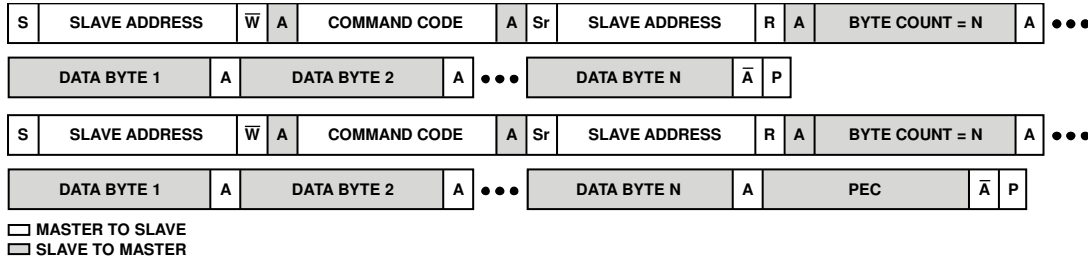 S SLAVE ADDRESS W̅ A COMMAND CODE A Sr SLAVE ADDRESS R A BYTE COUNT = N A •••
DATA BYTE 1 A DATA BYTE 2 A ••• DATA BYTE N A̅ P
S SLAVE ADDRESS W̅ A COMMAND CODE A Sr SLAVE ADDRESS R A BYTE COUNT = N A •••
DATA BYTE 1 A DATA BYTE 2 A ••• DATA BYTE N A PEC A̅ P
MASTER TO SLAVE
SLAVE TO MASTER